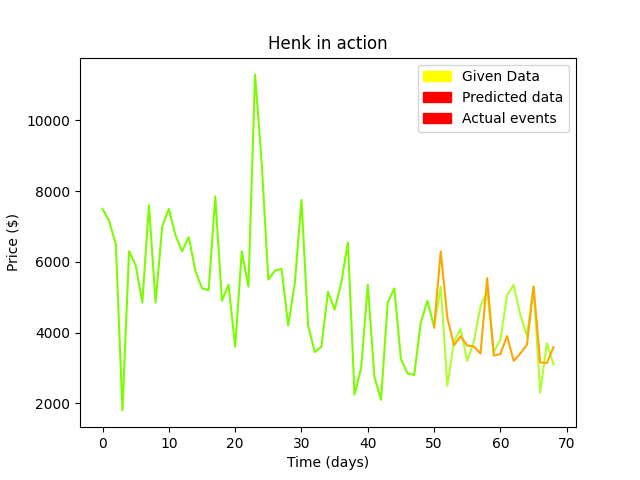 Henk in action
Given Data
Predicted data
Actual events
Price ($)
10000
8000
6000
4000
2000
0 10 20 30 40 50 60 70
Time (days)